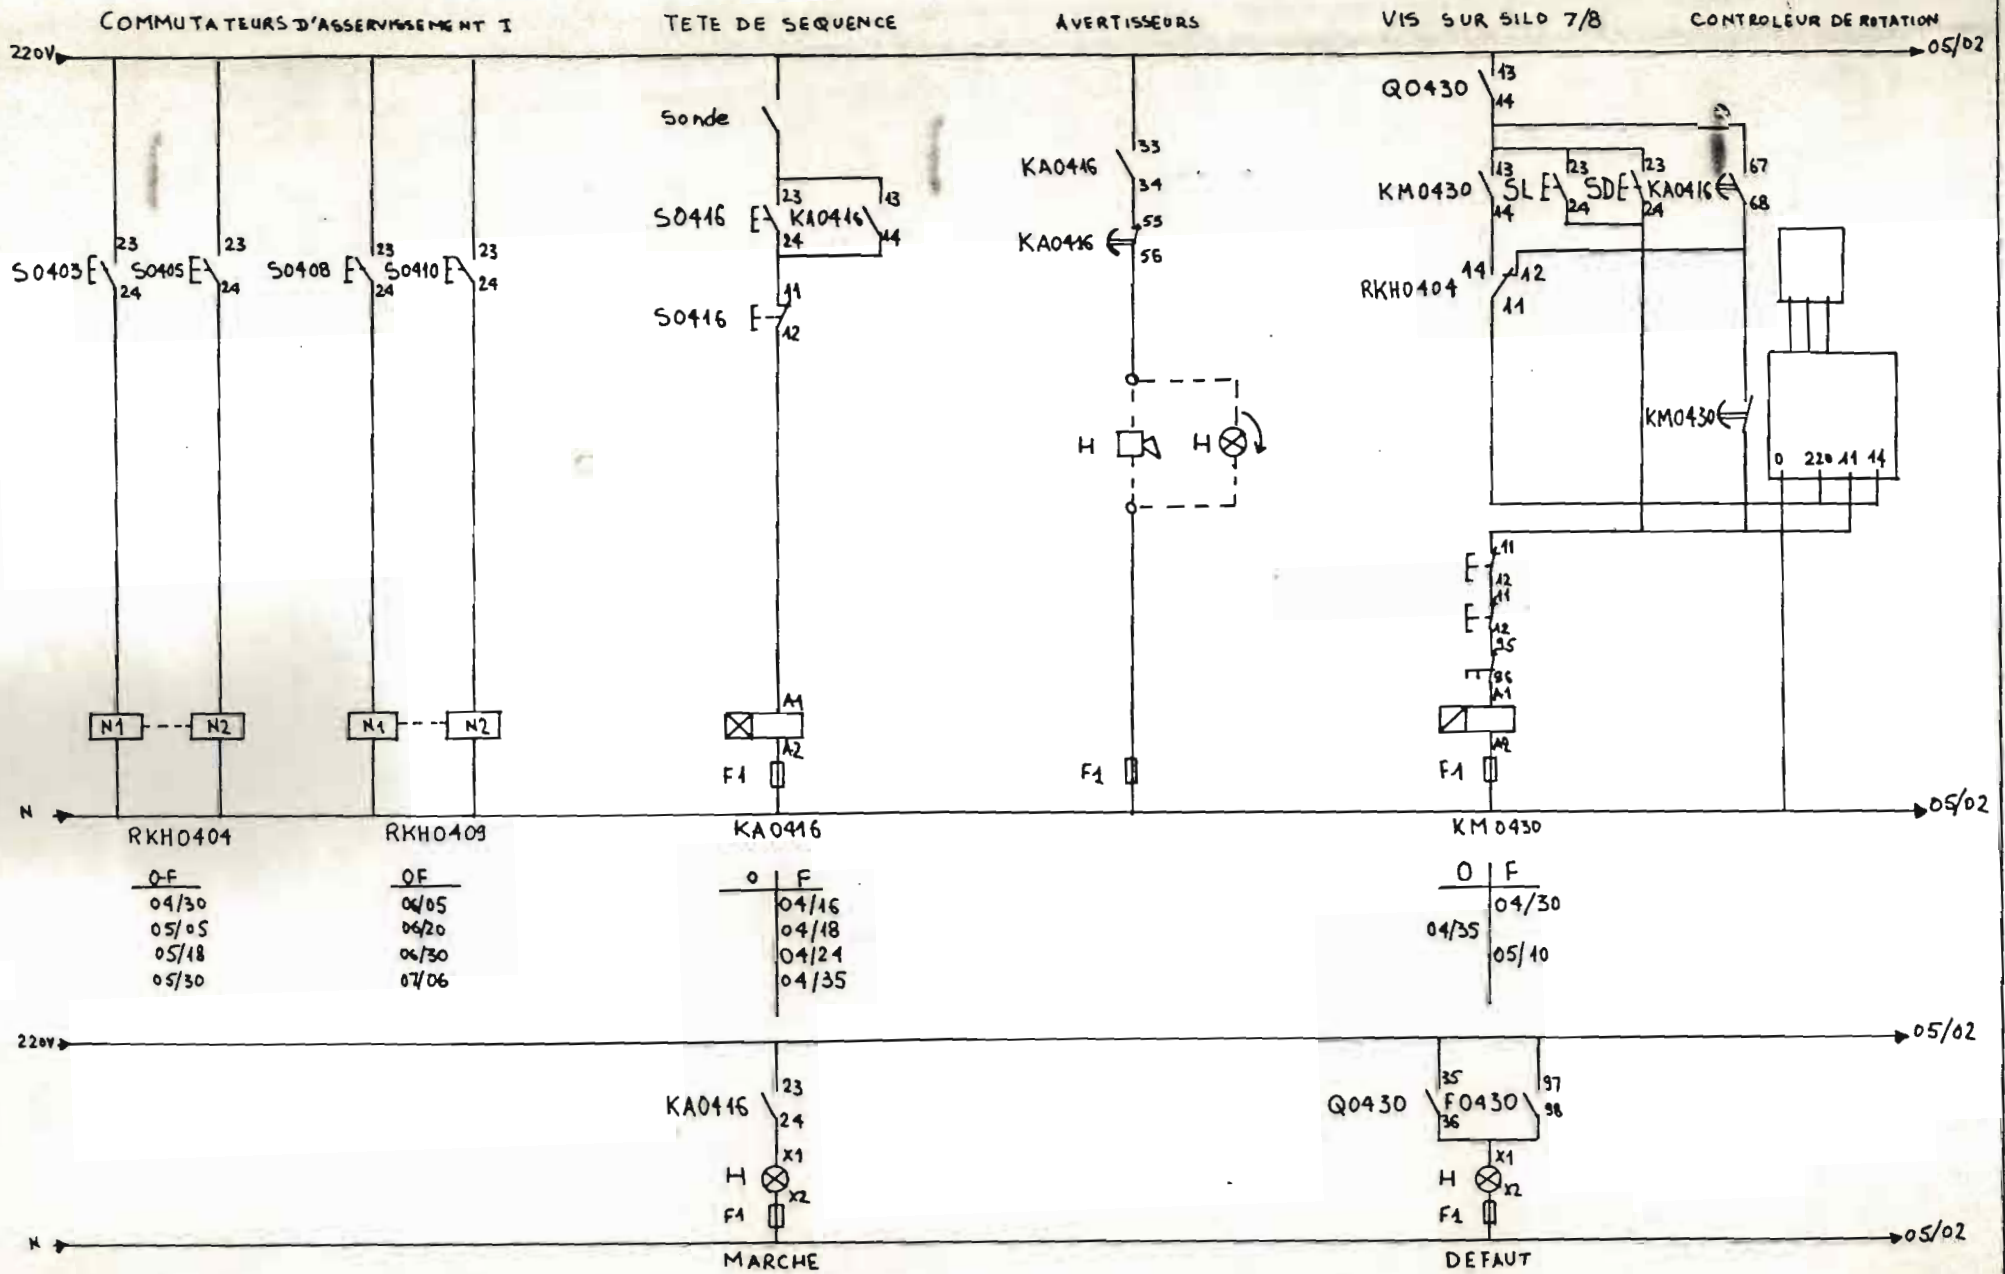 COMMUTATEURS D'ASSERVISSEMENT I
TETE DE SEQUENCE
AVERTISSEURS
VIS SUR SILO 7/8
CONTROLEUR DE ROTATION
220V
05/02
S0403
23
24
S0405
23
24
S0408
23
24
S0410
23
24
N1
N2
N1
N2
Sonde
S0416
23
24
KA0416
13
14
S0416
11
12
A1
A2
F1
KA0416
33
34
KA0416
55
56
H
H
F1
Q0430
13
14
KM0430
13
14
SL
23
24
SD
23
24
KA0416
67
68
RKH0404
14
12
11
KM0430
0
220
11
14
11
12
11
12
95
96
A1
A2
F1
N
05/02
RKH0404
RKH0409
KA0416
KM0430
OF
04/30
05/05
05/18
05/30
OF
06/05
06/20
06/30
07/06
O
F
04/16
04/18
04/24
04/35
O
F
04/30
04/35
05/10
220V
05/02
KA0416
23
24
H
X1
X2
F1
Q0430
35
36
F0430
97
98
H
X1
X2
F1
N
05/02
MARCHE
DEFAUT